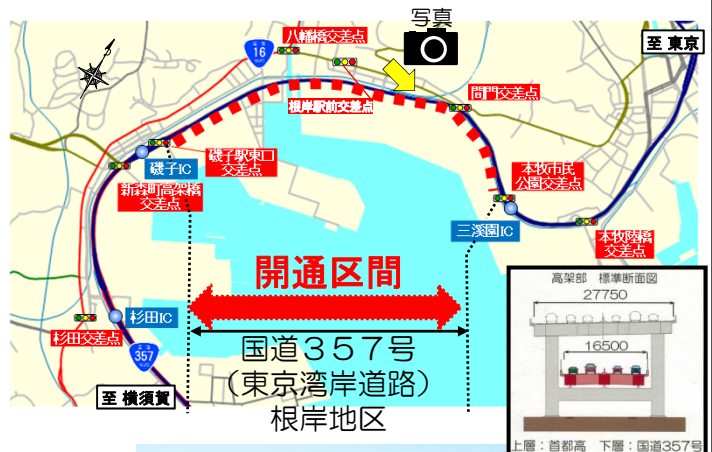 写真
国道
16
八幡橋交差点
至 東京
根岸駅前交差点
間門交差点
磯子駅東口
交差点
磯子IC
新森町高架橋
交差点
本牧市民
公園交差点
三溪園IC
本牧陸橋
交差点
開通区間
杉田IC
杉田交差点
国道
357
至 横須賀
国道３５７号
（東京湾岸道路）
根岸地区
高架部　標準断面図
27750
16500
上層：首都高　下層：国道357号